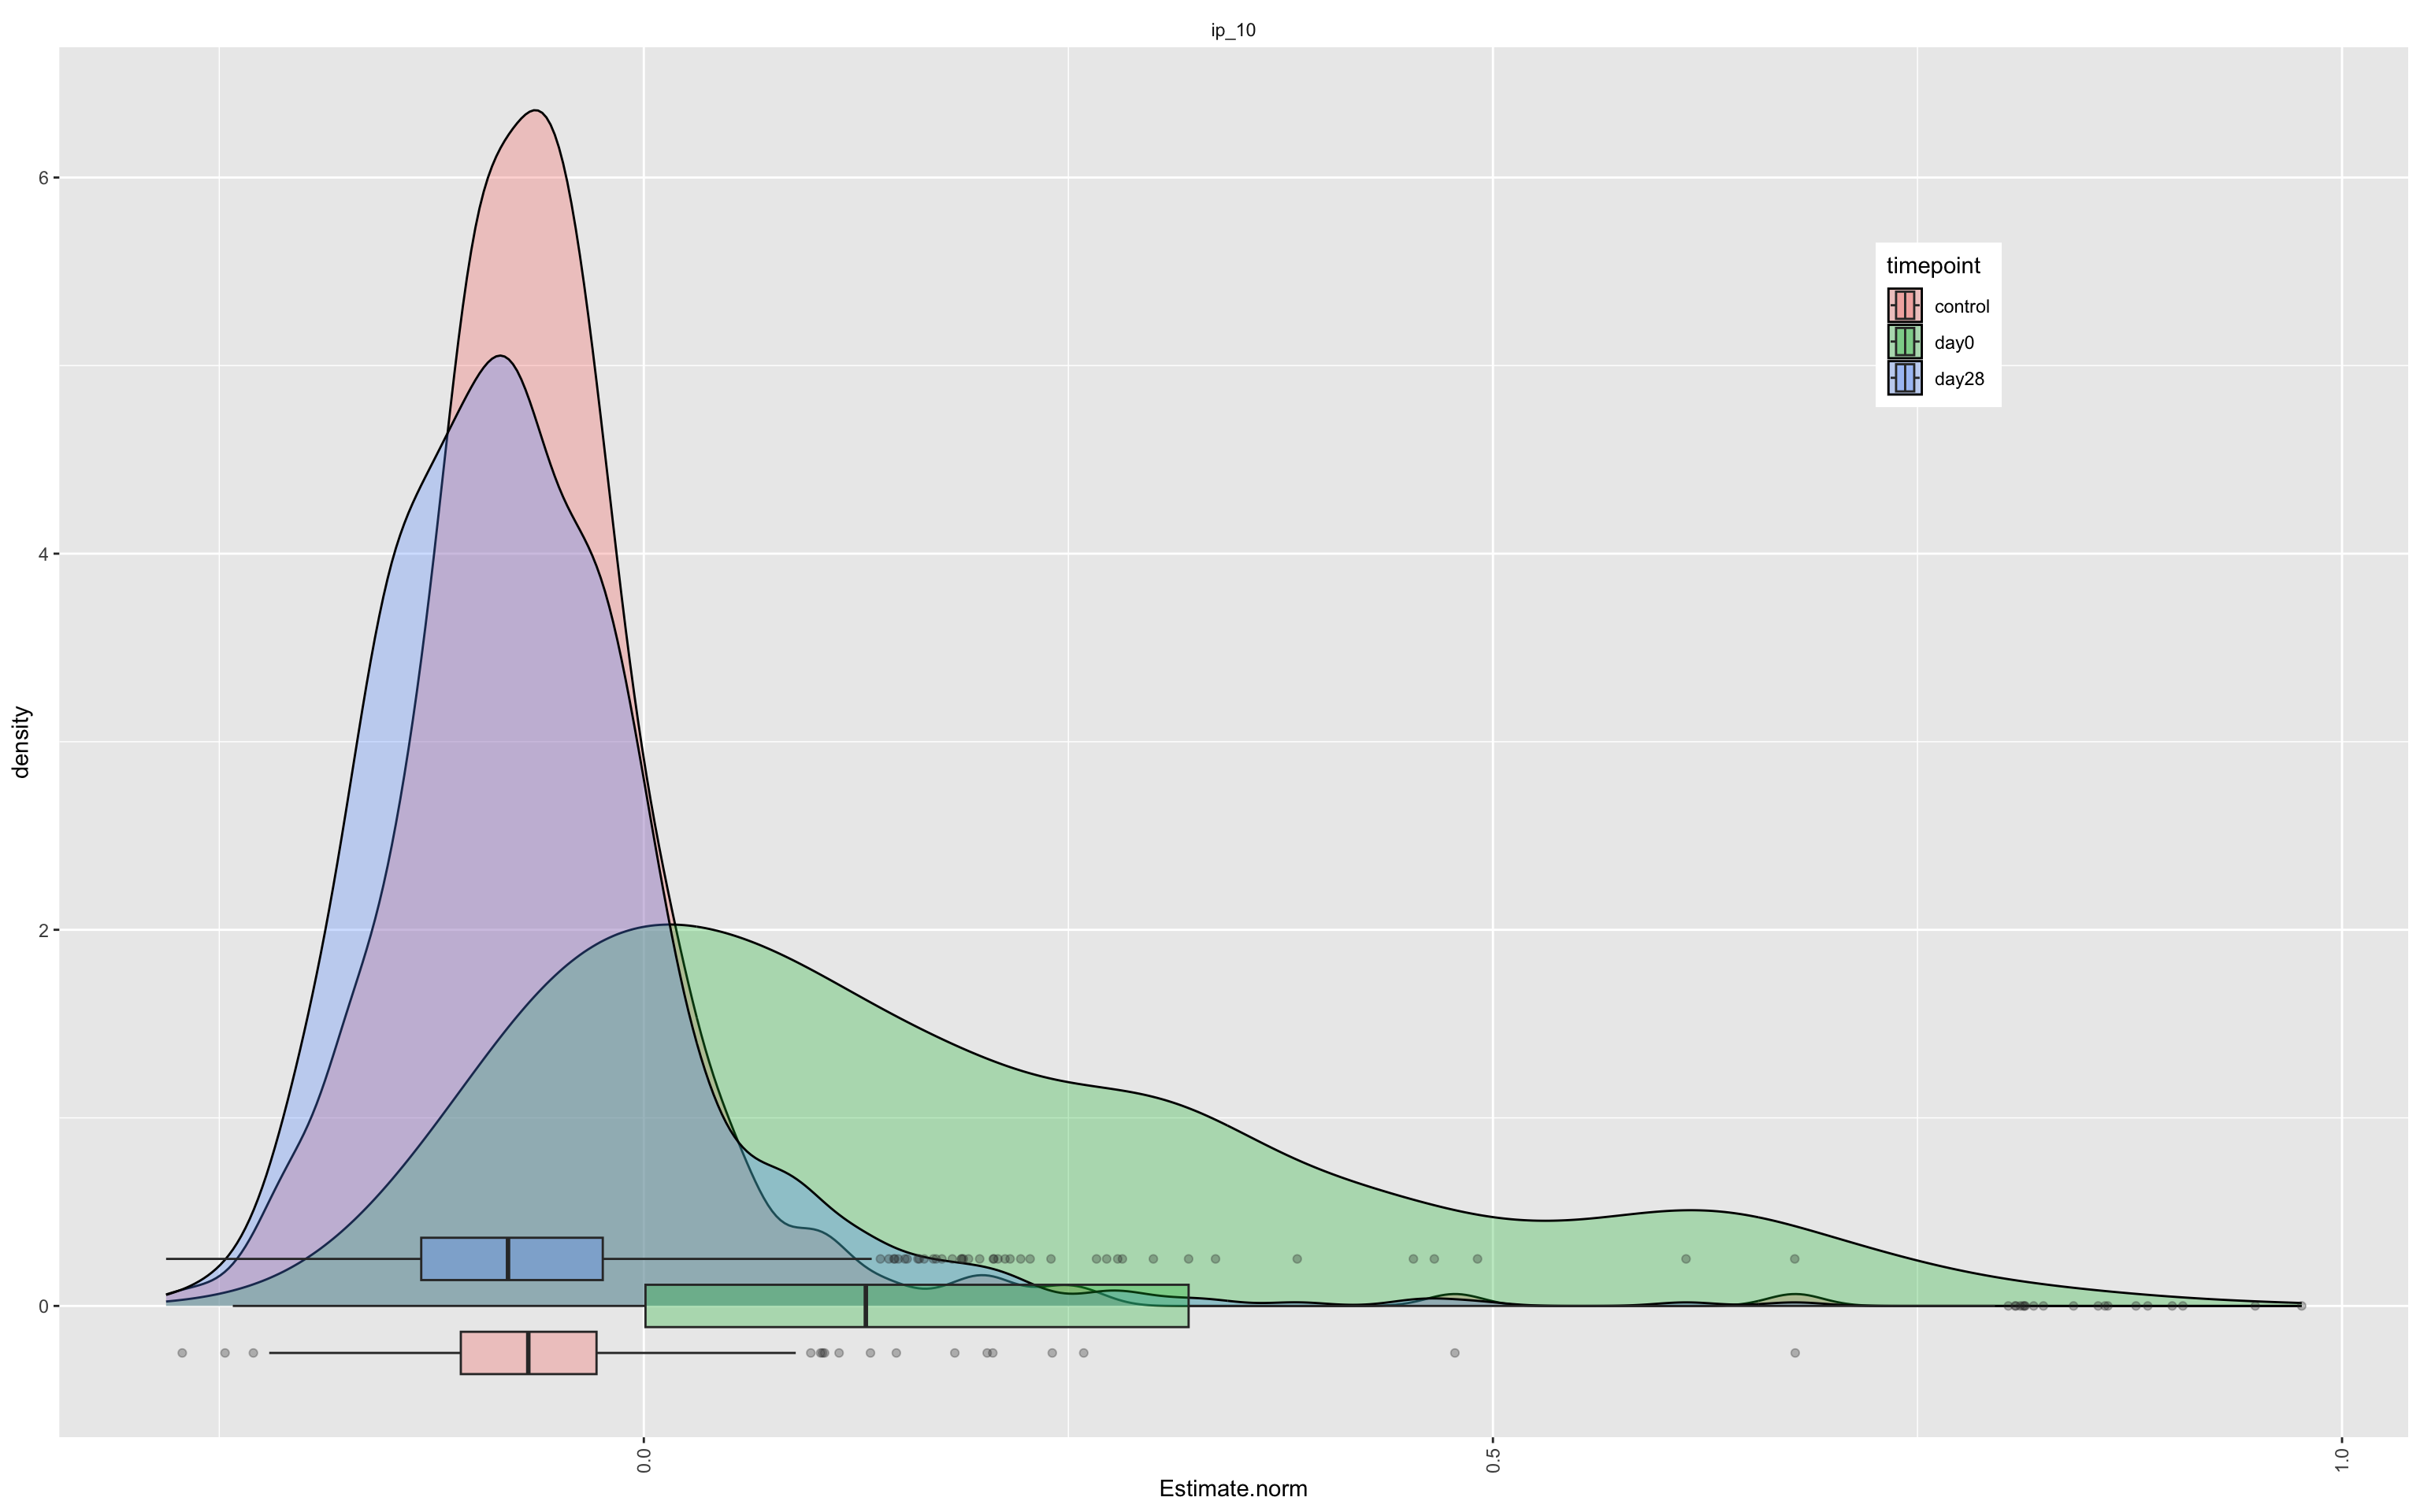 ip_10
6
4
2
0
density
timepoint
control
day0
day28
0.0
0.5
1.0
Estimate.norm